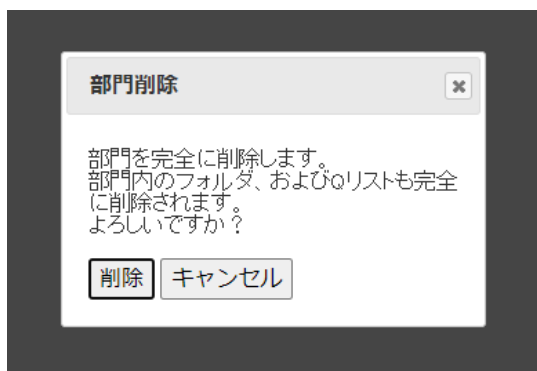 部門削除
部門を完全に削除します。
部門内のフォルダ、およびQリストも完全
に削除されます。
よろしいですか？
削除 キャンセル